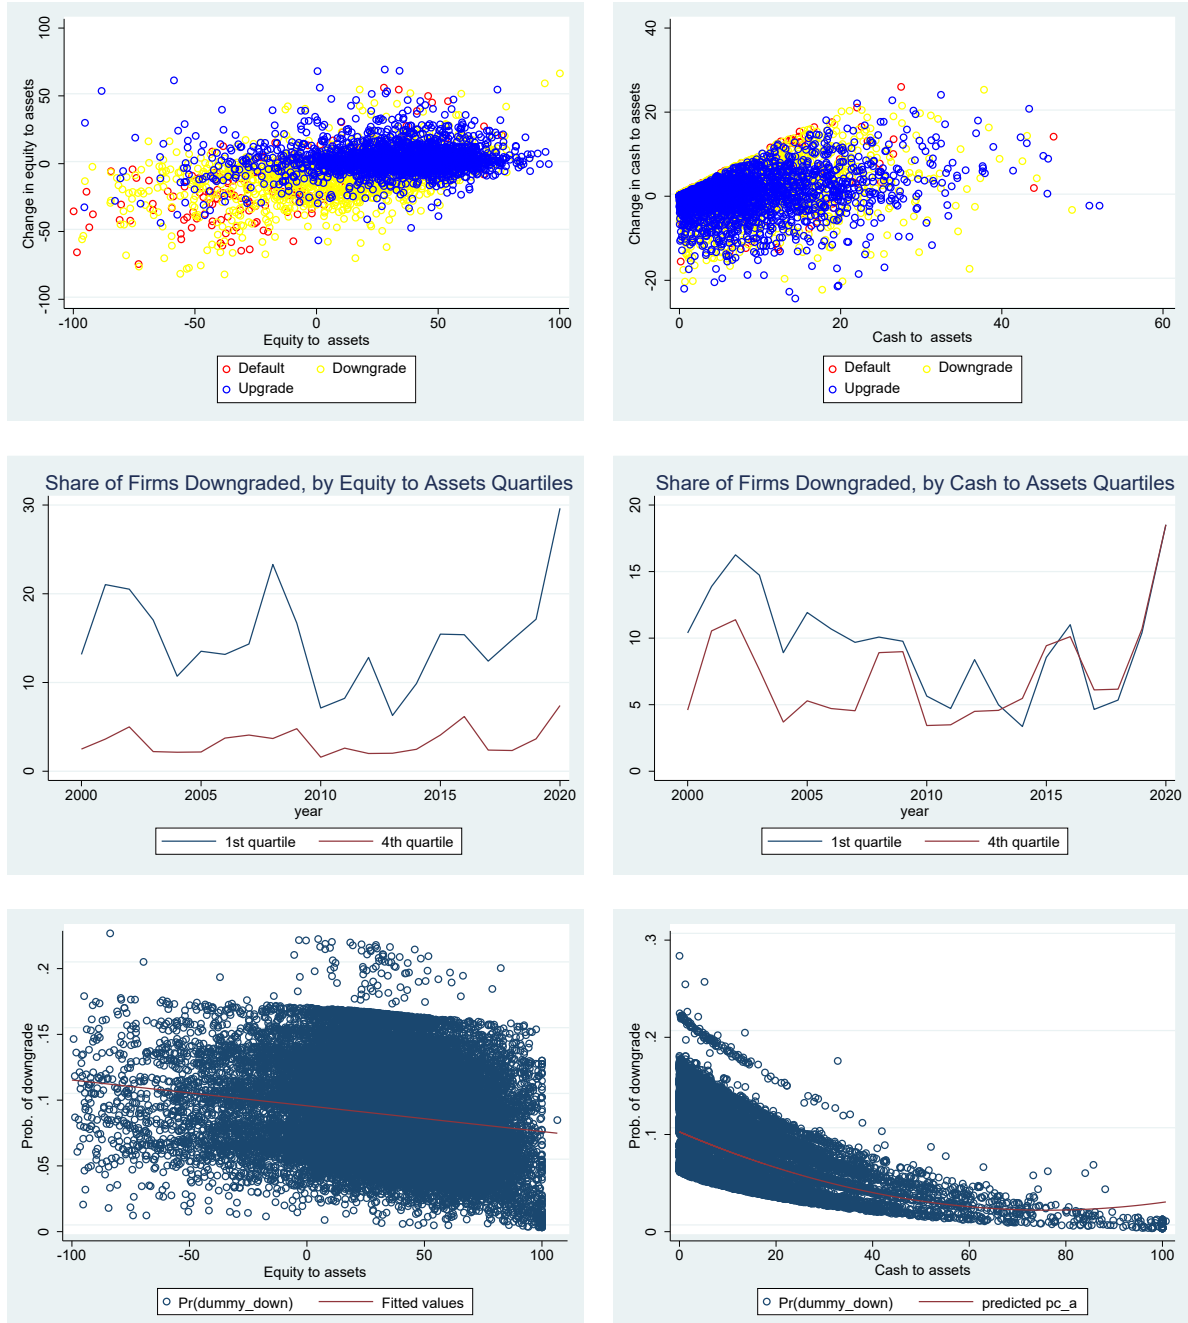 100
50
0
-50
-100
Change in equity to assets
-100 -50 0 50 100
Equity to assets
Default Downgrade
Upgrade
40
20
0
-20
Change in cash to assets
0 20 40 60
Cash to assets
Default Downgrade
Upgrade
Share of Firms Downgraded, by Equity to Assets Quartiles
30
20
10
0
2000 2005 2010 2015 2020
year
1st quartile 4th quartile
Share of Firms Downgraded, by Cash to Assets Quartiles
20
15
10
5
0
2000 2005 2010 2015 2020
year
1st quartile 4th quartile
.2
.15
.1
.05
0
Prob. of downgrade
-100 -50 0 50 100
Equity to assets
Pr(dummy_down) Fitted values
.3
.2
.1
0
Prob. of downgrade
0 20 40 60 80 100
Cash to assets
Pr(dummy_down) predicted pc_a